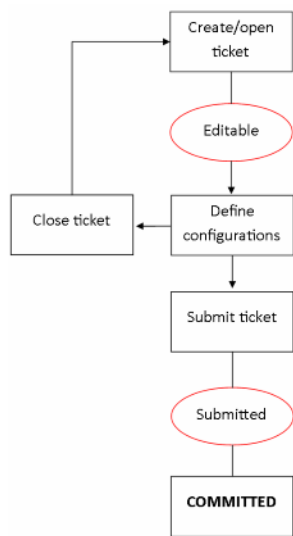 Create/open
ticket
Editable
Close ticket
Define
configurations
Submit ticket
Submitted
COMMITTED